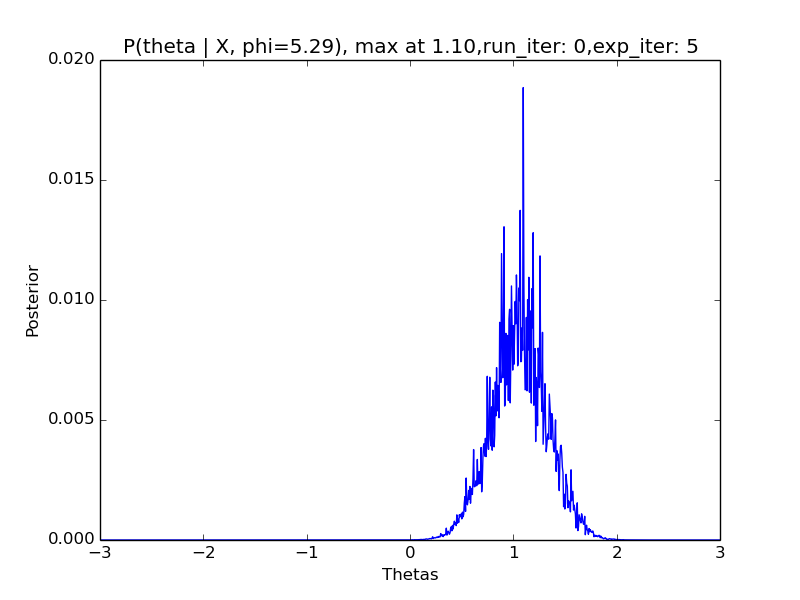 P(theta | X, phi=5.29), max at 1.10,run_iter: 0,exp_iter: 5
0.020
0.015
0.010
0.005
0.000
Posterior
−3 −2 −1 0 1 2 3
Thetas